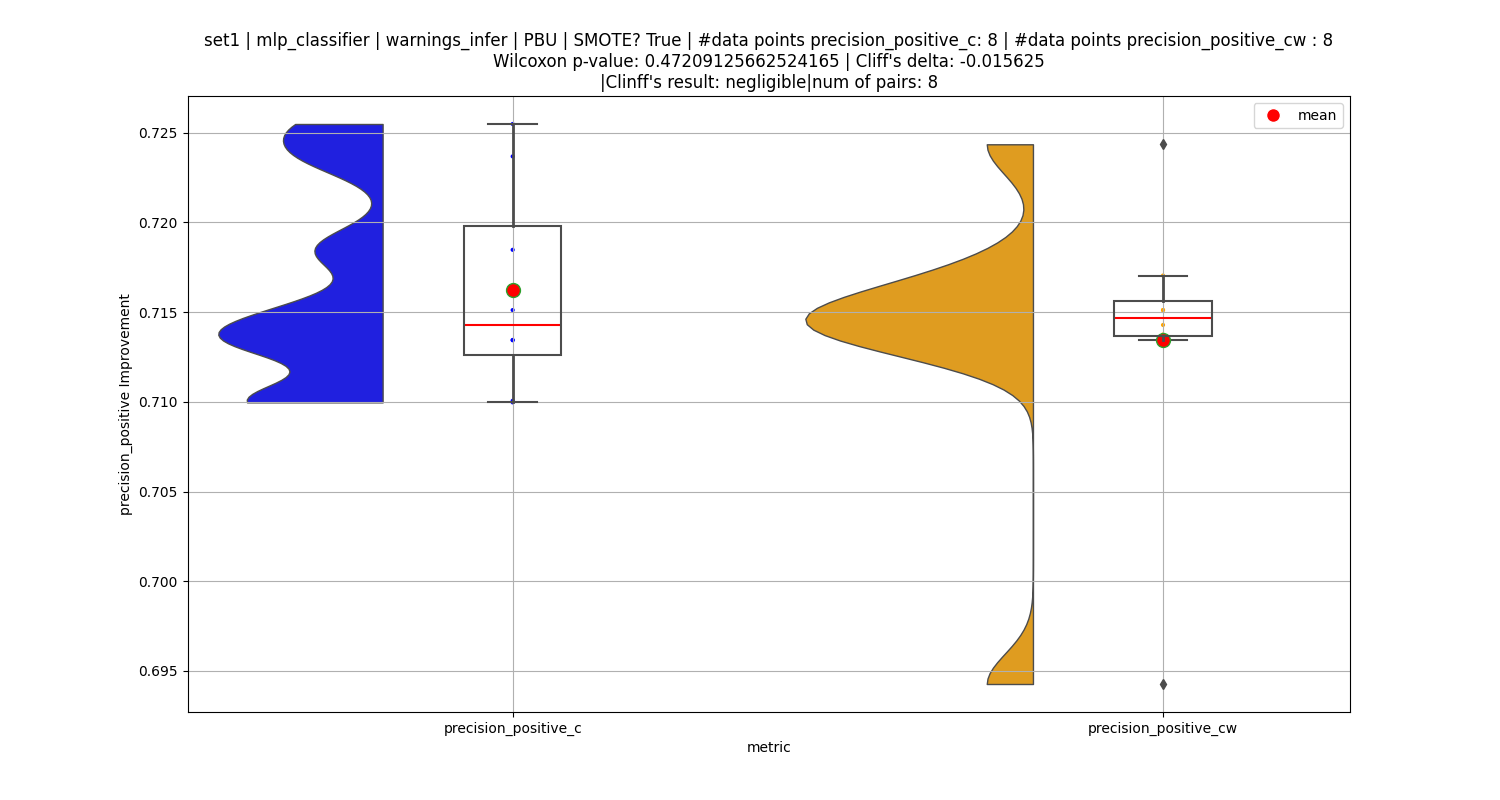 set1 | mlp_classifier | warnings_infer | PBU | SMOTE? True | #data points precision_positive_c: 8 | #data points precision_positive_cw : 8
Wilcoxon p-value: 0.47209125662524165 | Cliff's delta: -0.015625
|Clinff's result: negligible|num of pairs: 8
mean
0.725
0.720
0.715
0.710
0.705
0.700
0.695
precision_positive Improvement
precision_positive_c
precision_positive_cw
metric